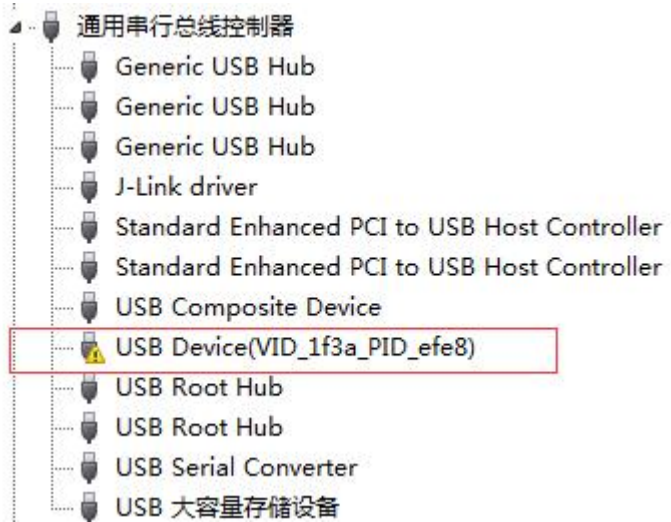 通用串行总线控制器
Generic USB Hub
Generic USB Hub
Generic USB Hub
J-Link driver
Standard Enhanced PCI to USB Host Controller
Standard Enhanced PCI to USB Host Controller
USB Composite Device
USB Device(VID_1f3a_PID_efe8)
USB Root Hub
USB Root Hub
USB Serial Converter
USB 大容量存储设备